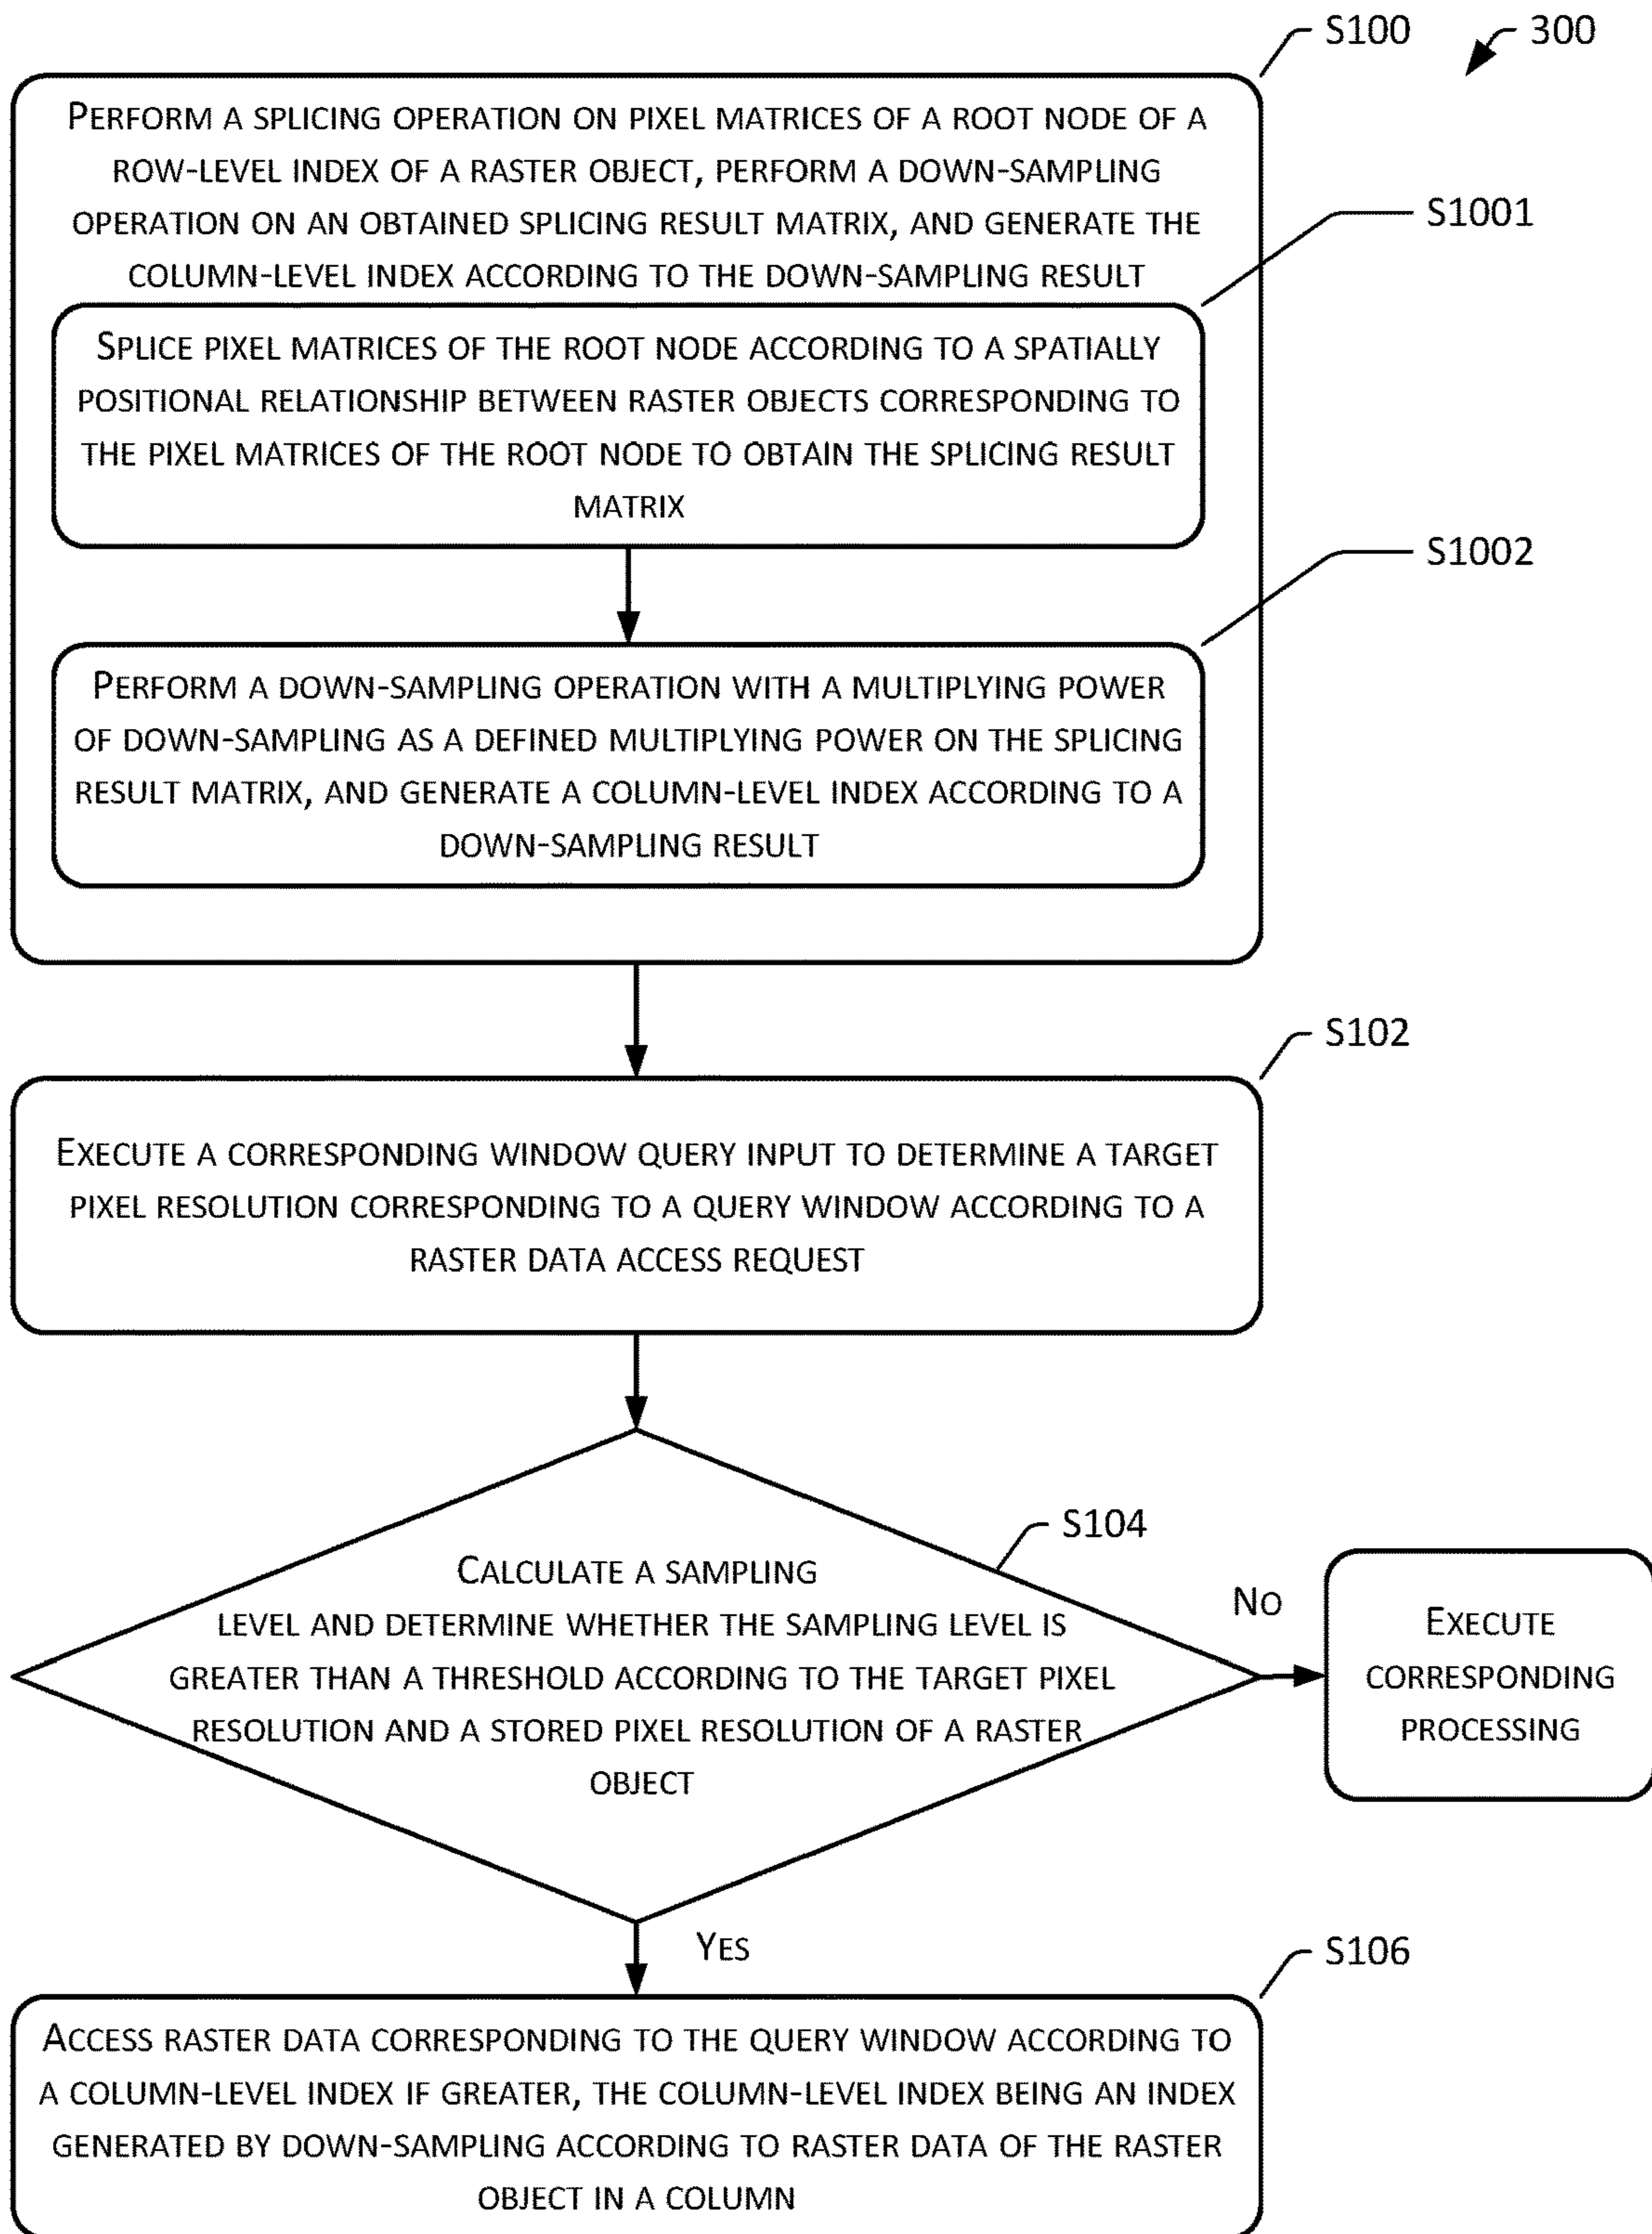 S100
300
PERFORM A SPLICING OPERATION ON PIXEL MATRICES OF A ROOT NODE OF A
ROW-LEVEL INDEX OF A RASTER OBJECT, PERFORM A DOWN-SAMPLING
OPERATION ON AN OBTAINED SPLICING RESULT MATRIX, AND GENERATE THE
COLUMN-LEVEL INDEX ACCORDING TO THE DOWN-SAMPLING RESULT
S1001
SPLICE PIXEL MATRICES OF THE ROOT NODE ACCORDING TO A SPATIALLY
POSITIONAL RELATIONSHIP BETWEEN RASTER OBJECTS CORRESPONDING TO
THE PIXEL MATRICES OF THE ROOT NODE TO OBTAIN THE SPLICING RESULT
MATRIX
S1002
PERFORM A DOWN-SAMPLING OPERATION WITH A MULTIPLYING POWER
OF DOWN-SAMPLING AS A DEFINED MULTIPLYING POWER ON THE SPLICING
RESULT MATRIX, AND GENERATE A COLUMN-LEVEL INDEX ACCORDING TO A
DOWN-SAMPLING RESULT
S102
EXECUTE A CORRESPONDING WINDOW QUERY INPUT TO DETERMINE A TARGET
PIXEL RESOLUTION CORRESPONDING TO A QUERY WINDOW ACCORDING TO A
RASTER DATA ACCESS REQUEST
S104
CALCULATE A SAMPLING
LEVEL AND DETERMINE WHETHER THE SAMPLING LEVEL IS
GREATER THAN A THRESHOLD ACCORDING TO THE TARGET PIXEL
RESOLUTION AND A STORED PIXEL RESOLUTION OF A RASTER
OBJECT
NO
EXECUTE
CORRESPONDING
PROCESSING
YES
S106
ACCESS RASTER DATA CORRESPONDING TO THE QUERY WINDOW ACCORDING TO
A COLUMN-LEVEL INDEX IF GREATER, THE COLUMN-LEVEL INDEX BEING AN INDEX
GENERATED BY DOWN-SAMPLING ACCORDING TO RASTER DATA OF THE RASTER
OBJECT IN A COLUMN